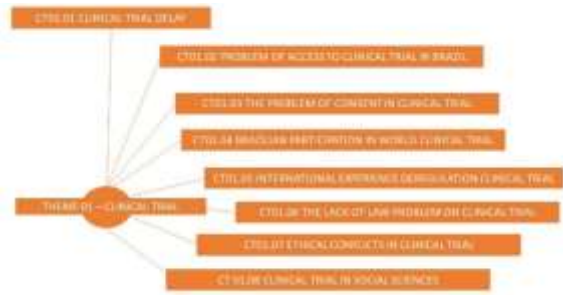 CT01.01 CLINICAL TRIAL DELAY
CT01.02 PROBLEM OF ACCESS TO CLINICAL TRIAL IN BRAZIL
CT01.03 THE PROBLEM OF CONSENT IN CLINICAL TRIAL
CT01.04 BRAZILIAN PARTICIPATION IN WORLD CLINICAL TRIAL
CT01.05 INTERNATIONAL EXPERIENCE DEREGULATION CLINICAL TRIAL
THEME 01 – CLINICAL TRIAL
CT01.06 THE LACK OF LAW PROBLEM ON CLINICAL TRIAL
CT01.07 ETHICAL CONFLICTS IN CLINICAL TRIAL
CT 01.08 CLINICAL TRIAL IN SOCIAL SCIENCES